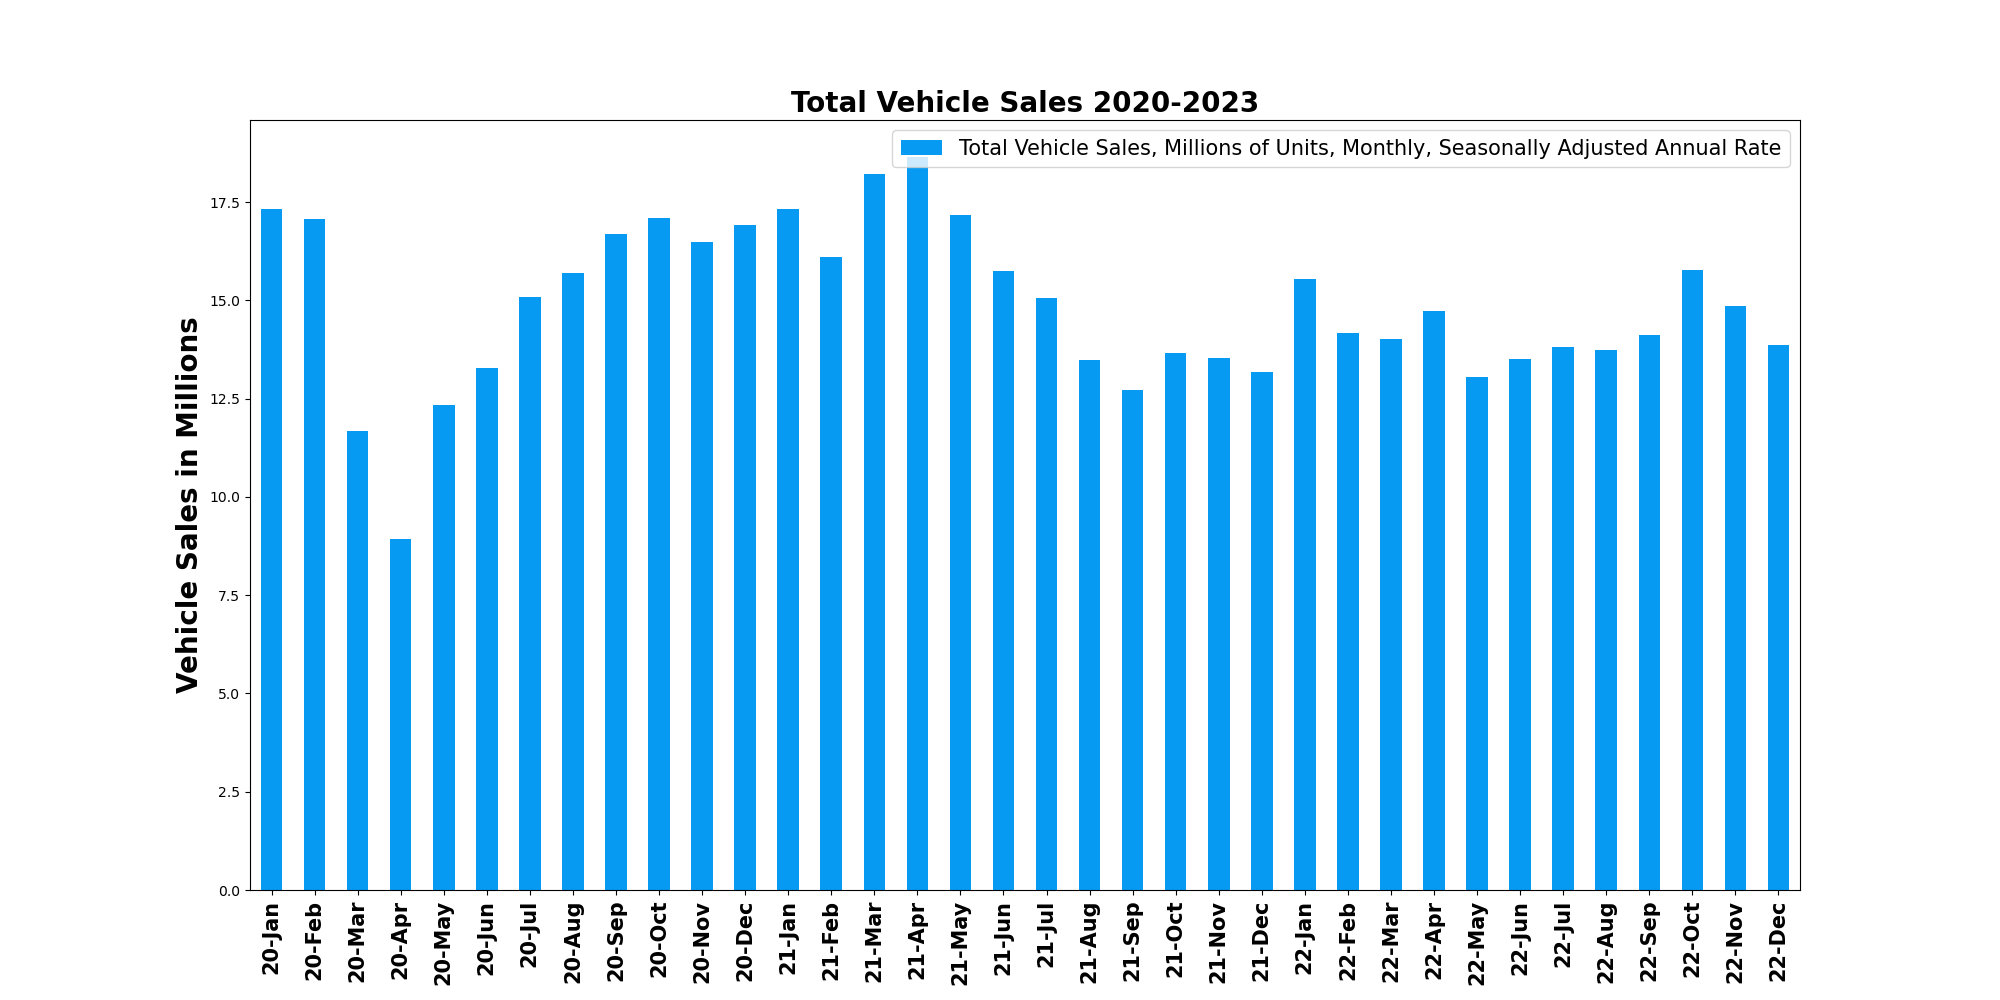 Total Vehicle Sales 2020-2023
Total Vehicle Sales, Millions of Units, Monthly, Seasonally Adjusted Annual Rate
Vehicle Sales in Millions
17.5
15.0
12.5
10.0
7.5
5.0
2.5
0.0
20-Jan
20-Feb
20-Mar
20-Apr
20-May
20-Jun
20-Jul
20-Aug
20-Sep
20-Oct
20-Nov
20-Dec
21-Jan
21-Feb
21-Mar
21-Apr
21-May
21-Jun
21-Jul
21-Aug
21-Sep
21-Oct
21-Nov
21-Dec
22-Jan
22-Feb
22-Mar
22-Apr
22-May
22-Jun
22-Jul
22-Aug
22-Sep
22-Oct
22-Nov
22-Dec